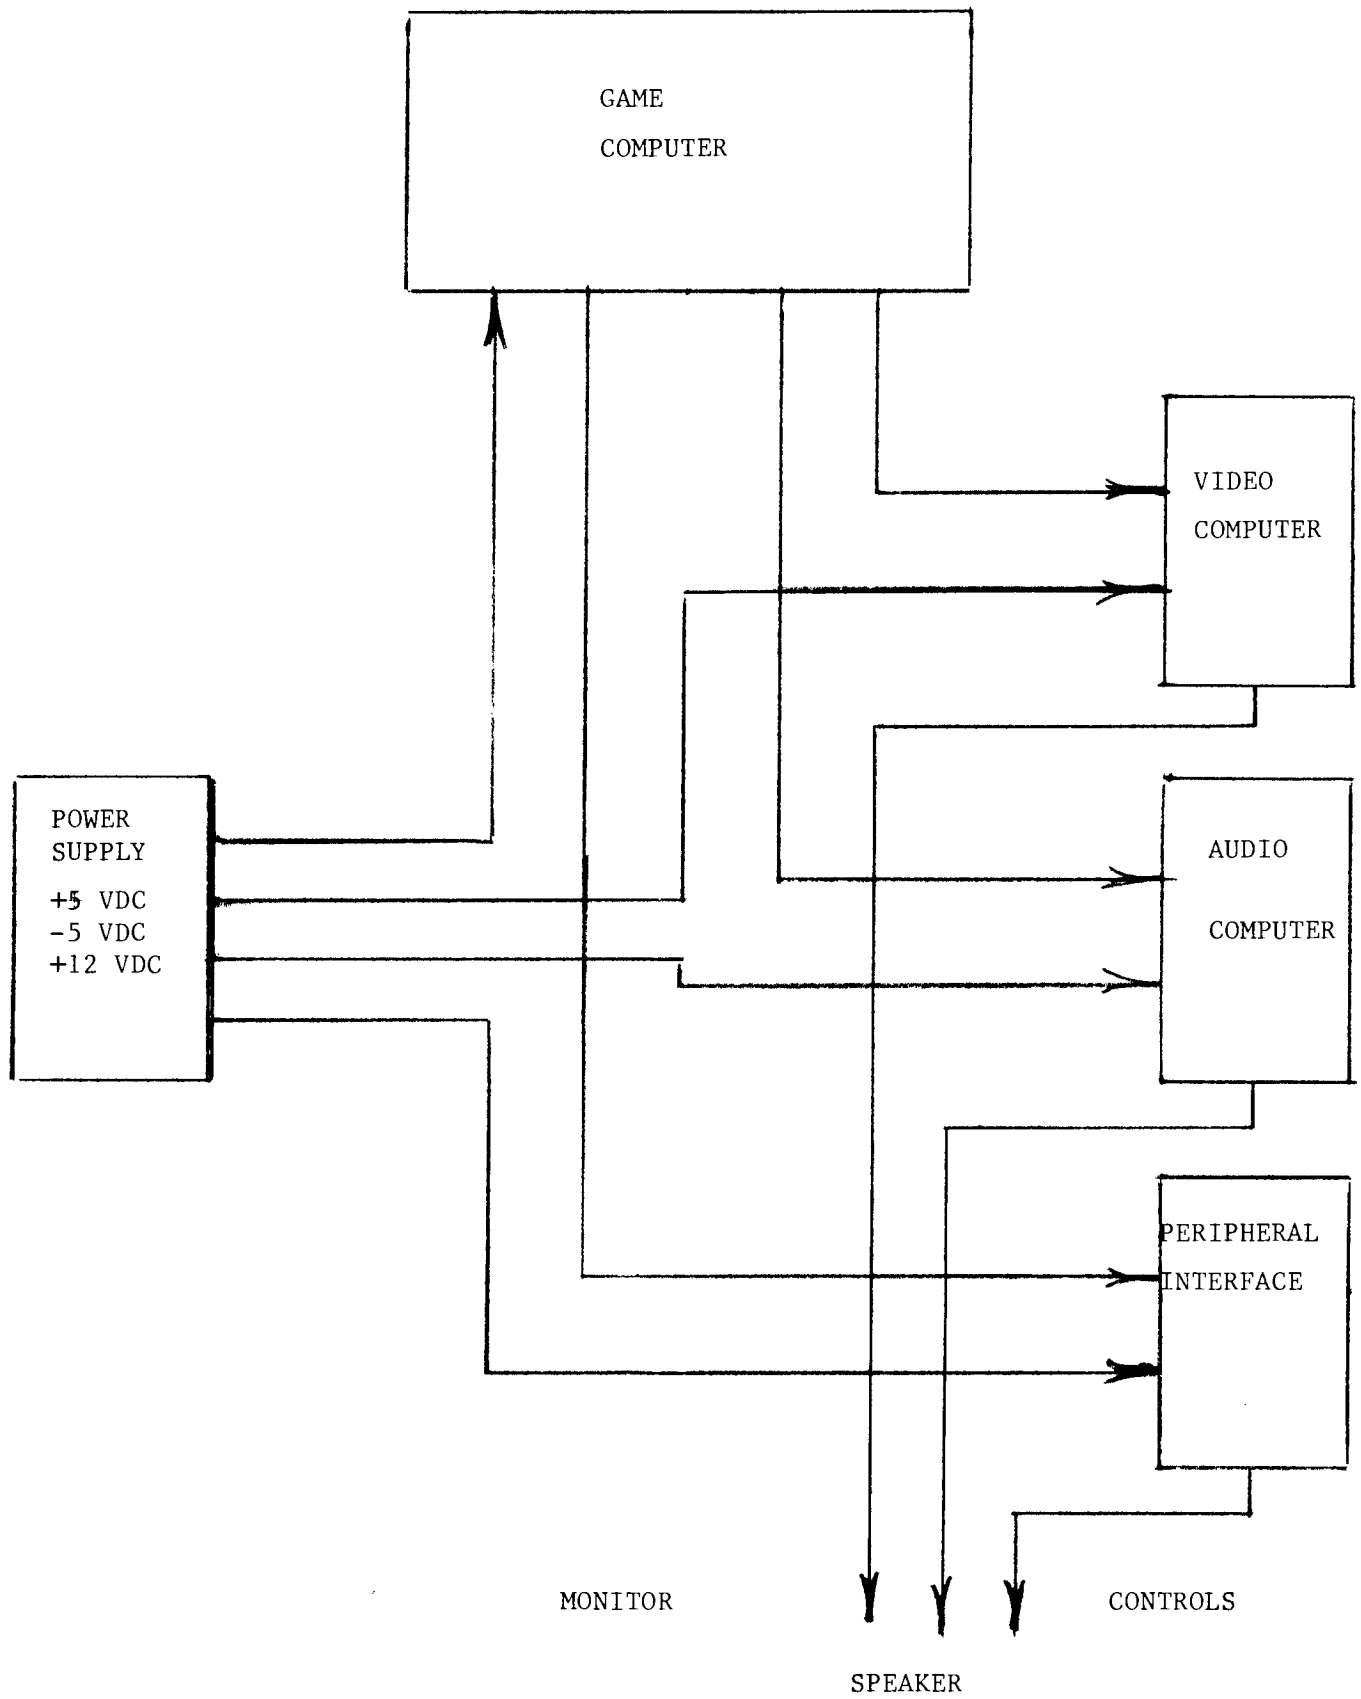 GAME
COMPUTER
VIDEO
COMPUTER
POWER
SUPPLY
+5 VDC
-5 VDC
+12 VDC
AUDIO
COMPUTER
PERIPHERAL
INTERFACE
MONITOR
CONTROLS
SPEAKER